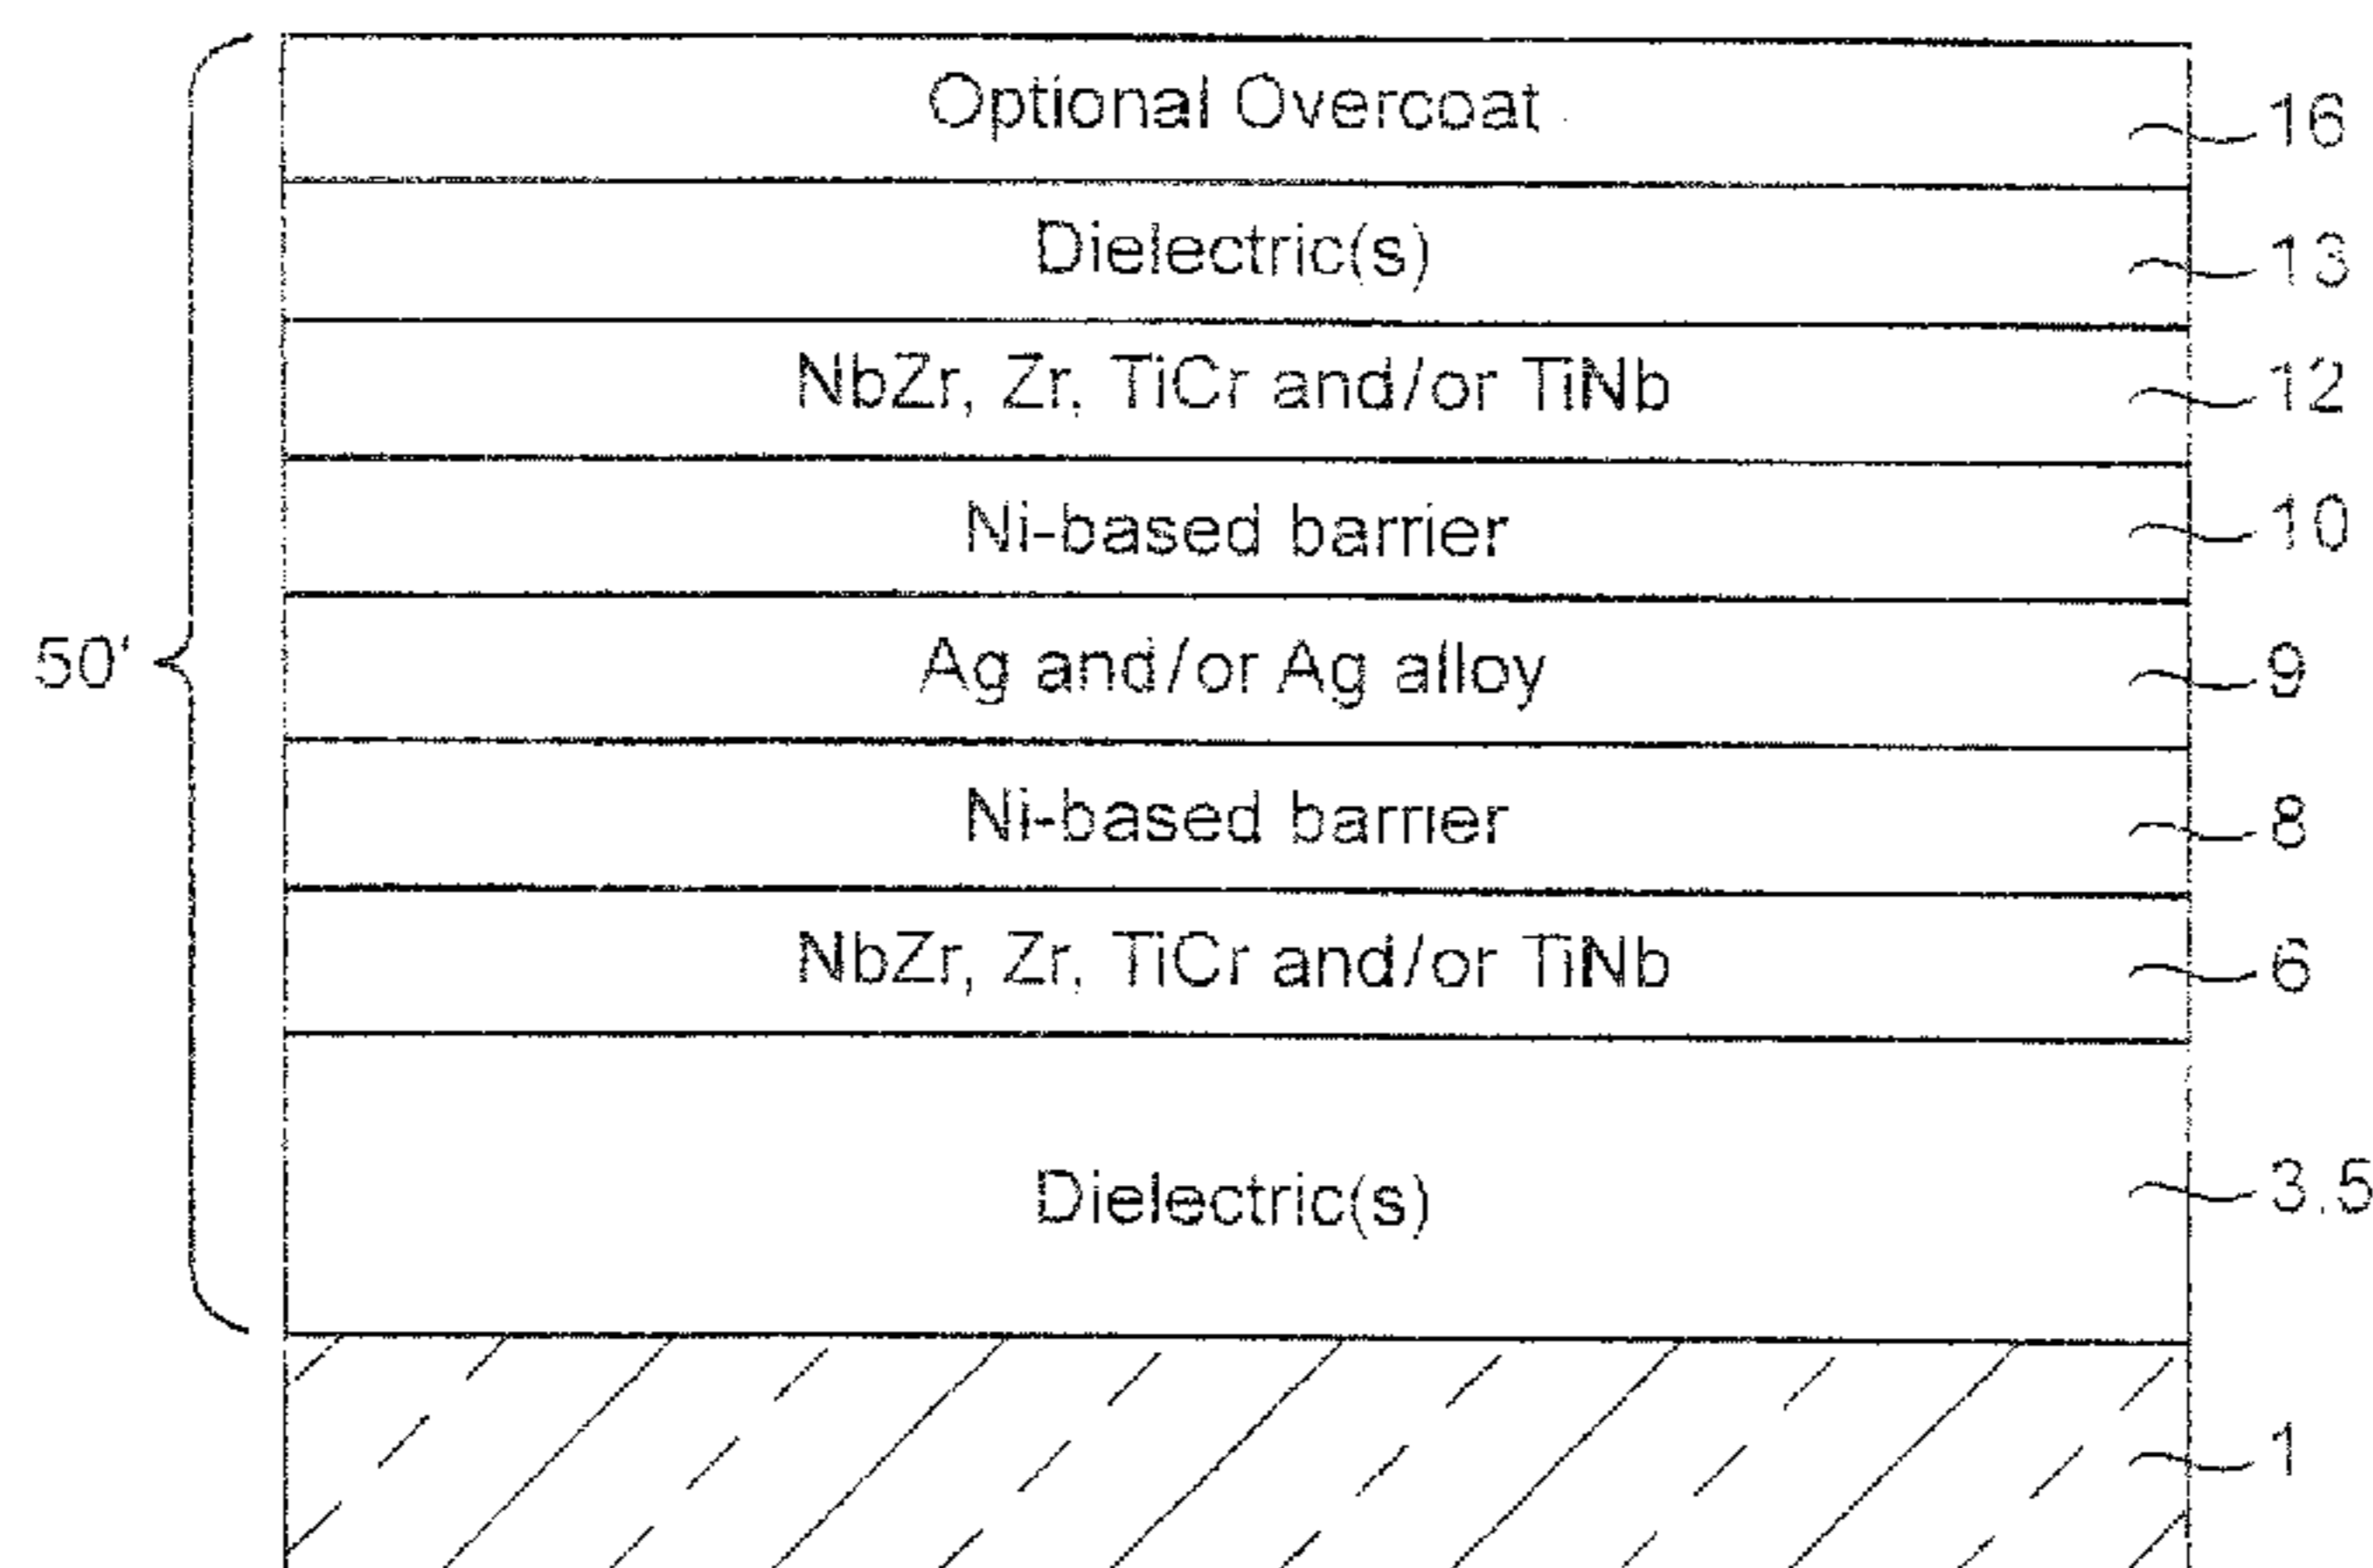 Optional Overcoat 16
Dielectric(s) 13
NbZr, Zr, TiCr and/or TiNb 12
Ni-based barrier 10
50' Ag and/or Ag alloy 9
Ni-based barrier 8
NbZr, Zr, TiCr and/or TiNb 6
Dielectric(s) 3.5
1